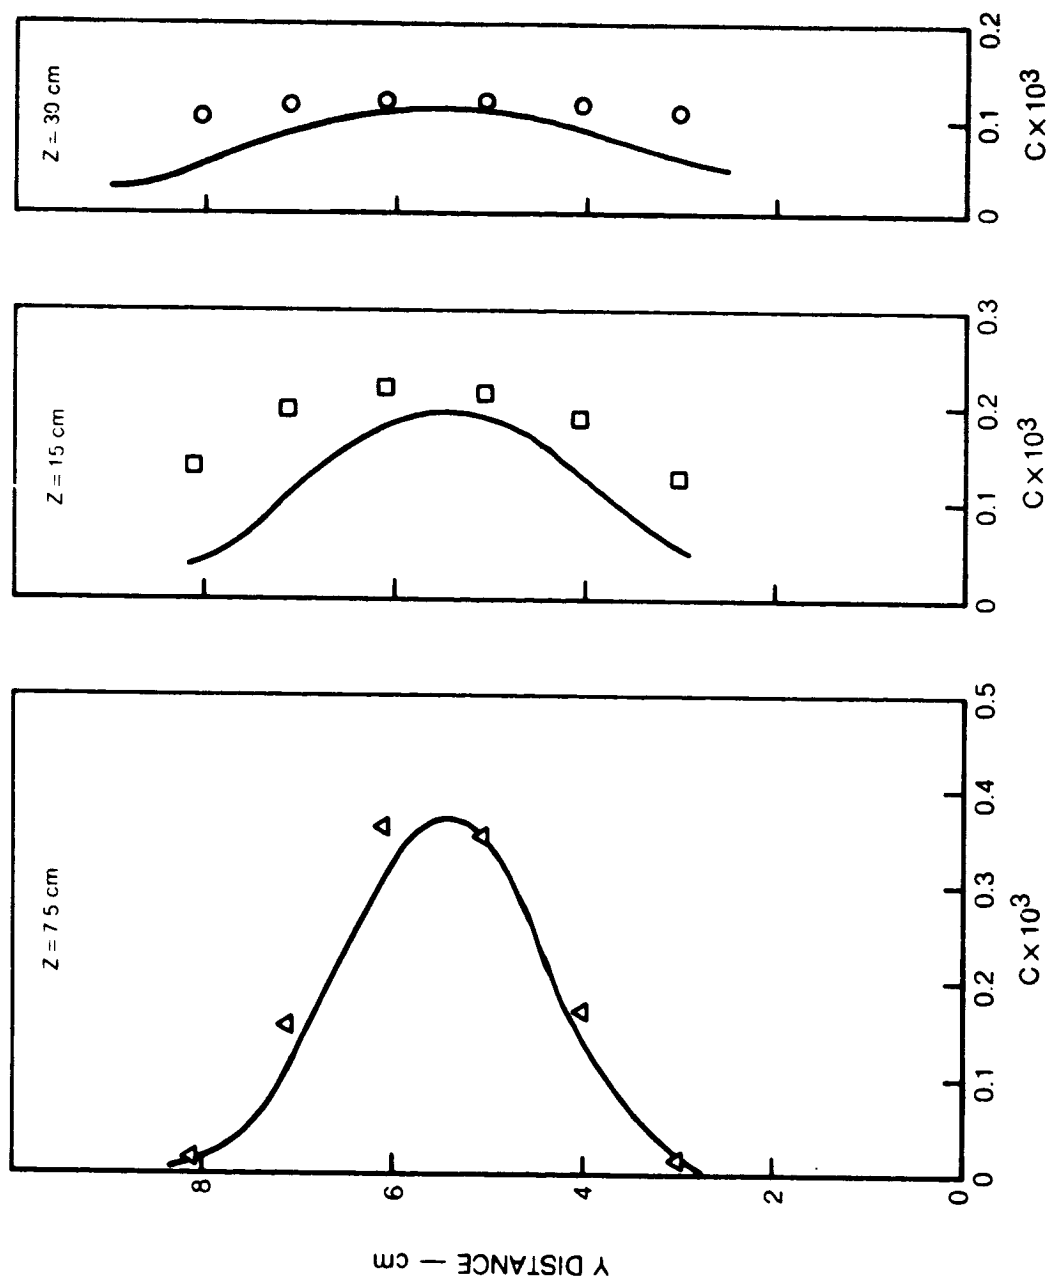 Z = 7 5 cm
Z = 15 cm
Z = 30 cm
Y DISTANCE — cm
8
6
4
2
0
0 0.1 0.2 0.3 0.4 0.5
C × 10³
0 0.1 0.2 0.3
C × 10³
0 0.1 0.2
C × 10³